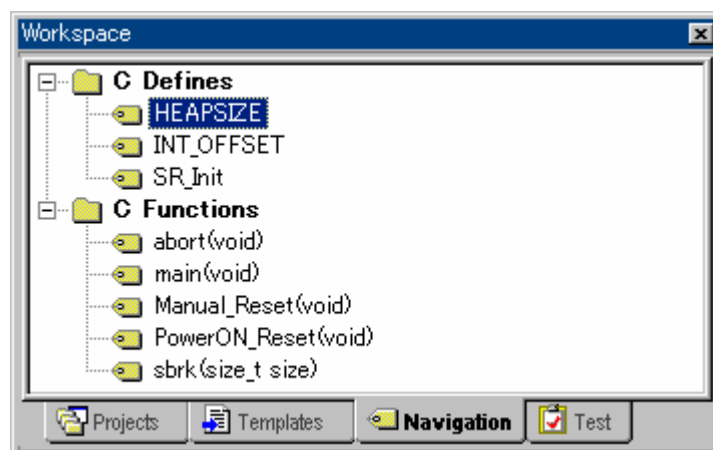 Workspace
C Defines
HEAPSIZE
INT_OFFSET
SR_Init
C Functions
abort(void)
main(void)
Manual_Reset(void)
PowerON_Reset(void)
sbrk(size_t size)
Projects Templates Navigation Test